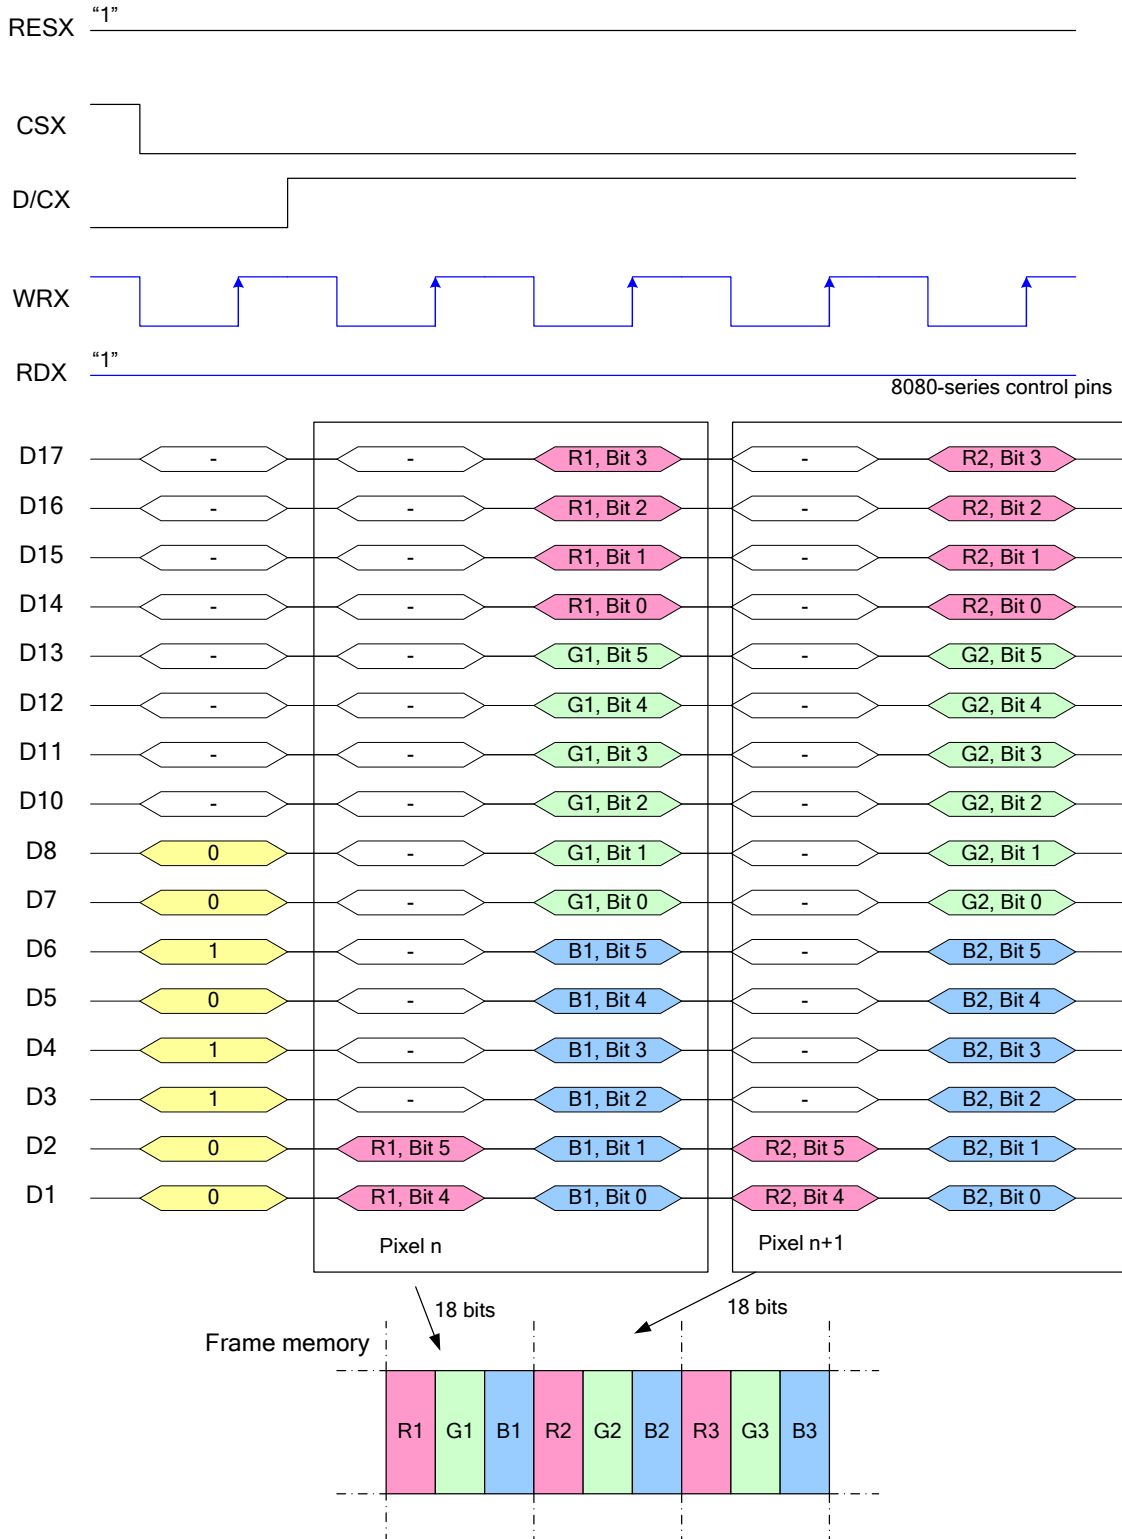 RESX “1”
CSX
D/CX
WRX
RDX “1”
8080-series control pins
D17 - - R1, Bit 3 - R2, Bit 3
D16 - - R1, Bit 2 - R2, Bit 2
D15 - - R1, Bit 1 - R2, Bit 1
D14 - - R1, Bit 0 - R2, Bit 0
D13 - - G1, Bit 5 - G2, Bit 5
D12 - - G1, Bit 4 - G2, Bit 4
D11 - - G1, Bit 3 - G2, Bit 3
D10 - - G1, Bit 2 - G2, Bit 2
D8 0 - G1, Bit 1 - G2, Bit 1
D7 0 - G1, Bit 0 - G2, Bit 0
D6 1 - B1, Bit 5 - B2, Bit 5
D5 0 - B1, Bit 4 - B2, Bit 4
D4 1 - B1, Bit 3 - B2, Bit 3
D3 1 - B1, Bit 2 - B2, Bit 2
D2 0 R1, Bit 5 B1, Bit 1 R2, Bit 5 B2, Bit 1
D1 0 R1, Bit 4 B1, Bit 0 R2, Bit 4 B2, Bit 0
Pixel n Pixel n+1
18 bits 18 bits
Frame memory
R1 G1 B1 R2 G2 B2 R3 G3 B3